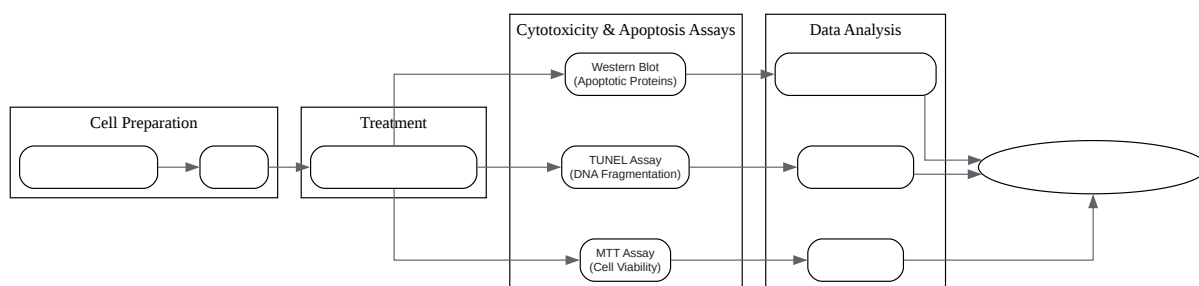 Cytotoxicity & Apoptosis Assays
Data Analysis
Western Blot
(Apoptotic Proteins)
Cell Preparation
Treatment
TUNEL Assay
(DNA Fragmentation)
MTT Assay
(Cell Viability)